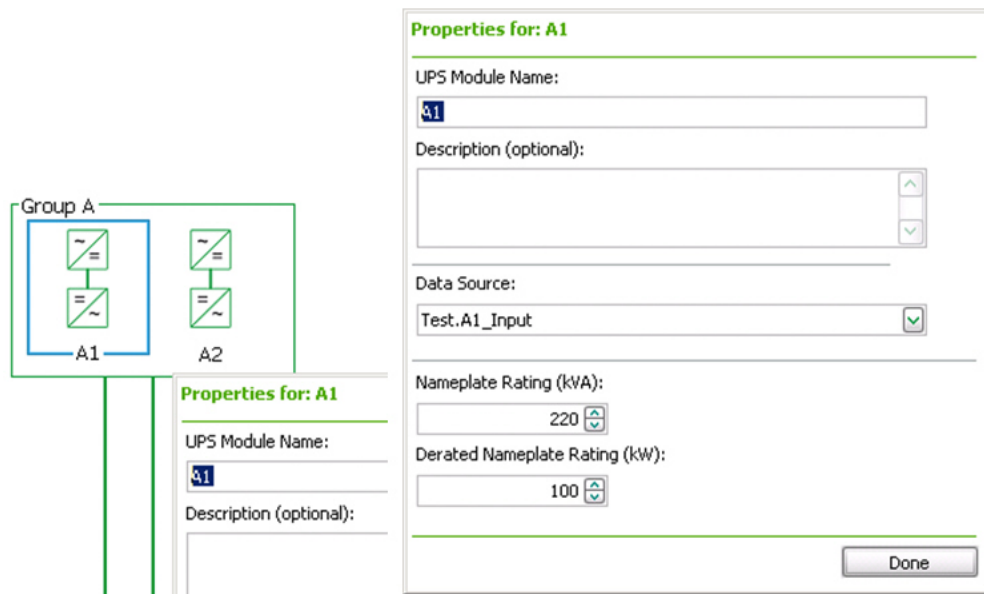 Group A
~
=
~
=
=
~
=
~
A1
A2
Properties for: A1
UPS Module Name:
A1
Description (optional):
Properties for: A1
UPS Module Name:
A1
Description (optional):
Data Source:
Test.A1_Input
Nameplate Rating (kVA):
220
Derated Nameplate Rating (kW):
100
Done